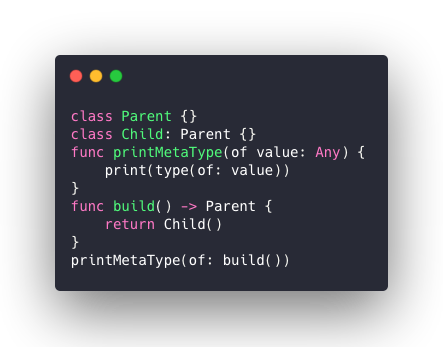 class Parent {}
class Child: Parent {}
func printMetaType(of value: Any) {
    print(type(of: value))
}
func build() -> Parent {
    return Child()
}
printMetaType(of: build())